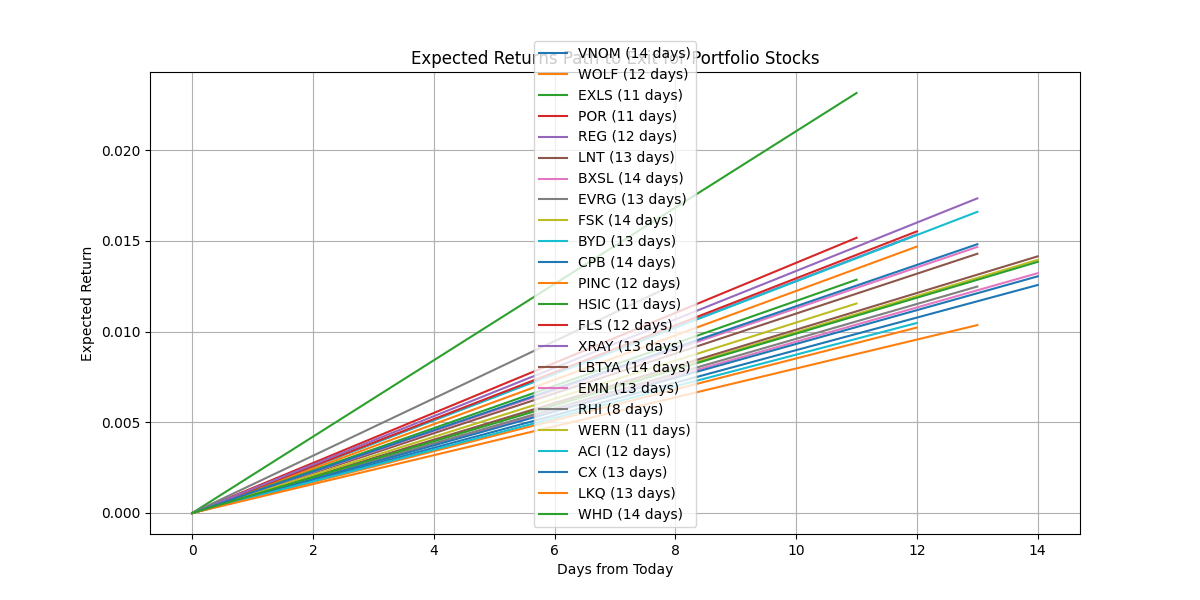 Expected Returns Path to Exit for Portfolio Stocks
VNOM (14 days)
WOLF (12 days)
EXLS (11 days)
POR (11 days)
REG (12 days)
LNT (13 days)
BXSL (14 days)
EVRG (13 days)
FSK (14 days)
BYD (13 days)
CPB (14 days)
PINC (12 days)
HSIC (11 days)
FLS (12 days)
XRAY (13 days)
LBTYA (14 days)
EMN (13 days)
RHI (8 days)
WERN (11 days)
ACI (12 days)
CX (13 days)
LKQ (13 days)
WHD (14 days)
Expected Return
0.020
0.015
0.010
0.005
0.000
0 2 4 6 8 10 12 14
Days from Today